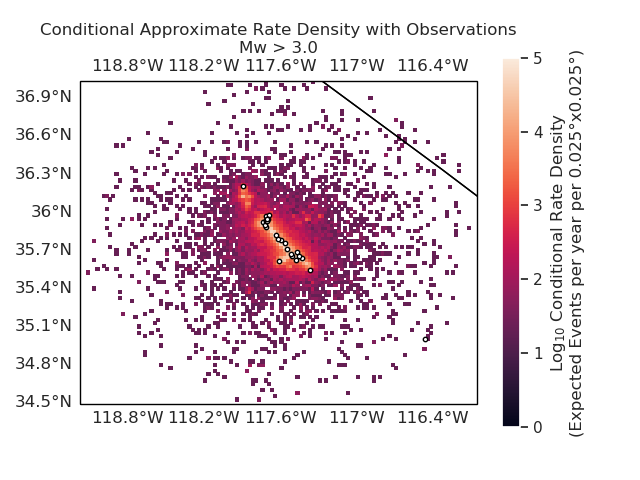 Conditional Approximate Rate Density with Observations
Mw > 3.0
118.8°W 118.2°W 117.6°W 117°W 116.4°W
36.9°N
36.6°N
36.3°N
36°N
35.7°N
35.4°N
35.1°N
34.8°N
34.5°N
118.8°W 118.2°W 117.6°W 117°W 116.4°W
5
4
3
2
1
0
Log₁₀ Conditional Rate Density
(Expected Events per year per 0.025°x0.025°)